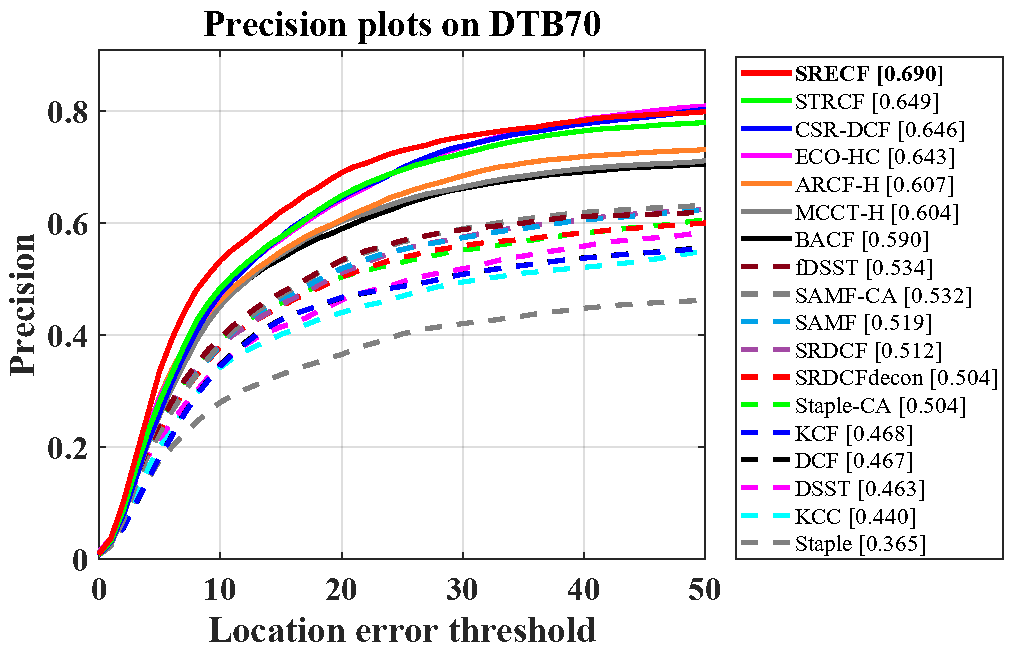 Precision plots on DTB70
Precision
0.8
0.6
0.4
0.2
0
0 10 20 30 40 50
Location error threshold
SRECF [0.690]
STRCF [0.649]
CSR-DCF [0.646]
ECO-HC [0.643]
ARCF-H [0.607]
MCCT-H [0.604]
BACF [0.590]
fDSST [0.534]
SAMF-CA [0.532]
SAMF [0.519]
SRDCF [0.512]
SRDCFdecon [0.504]
Staple-CA [0.504]
KCF [0.468]
DCF [0.467]
DSST [0.463]
KCC [0.440]
Staple [0.365]